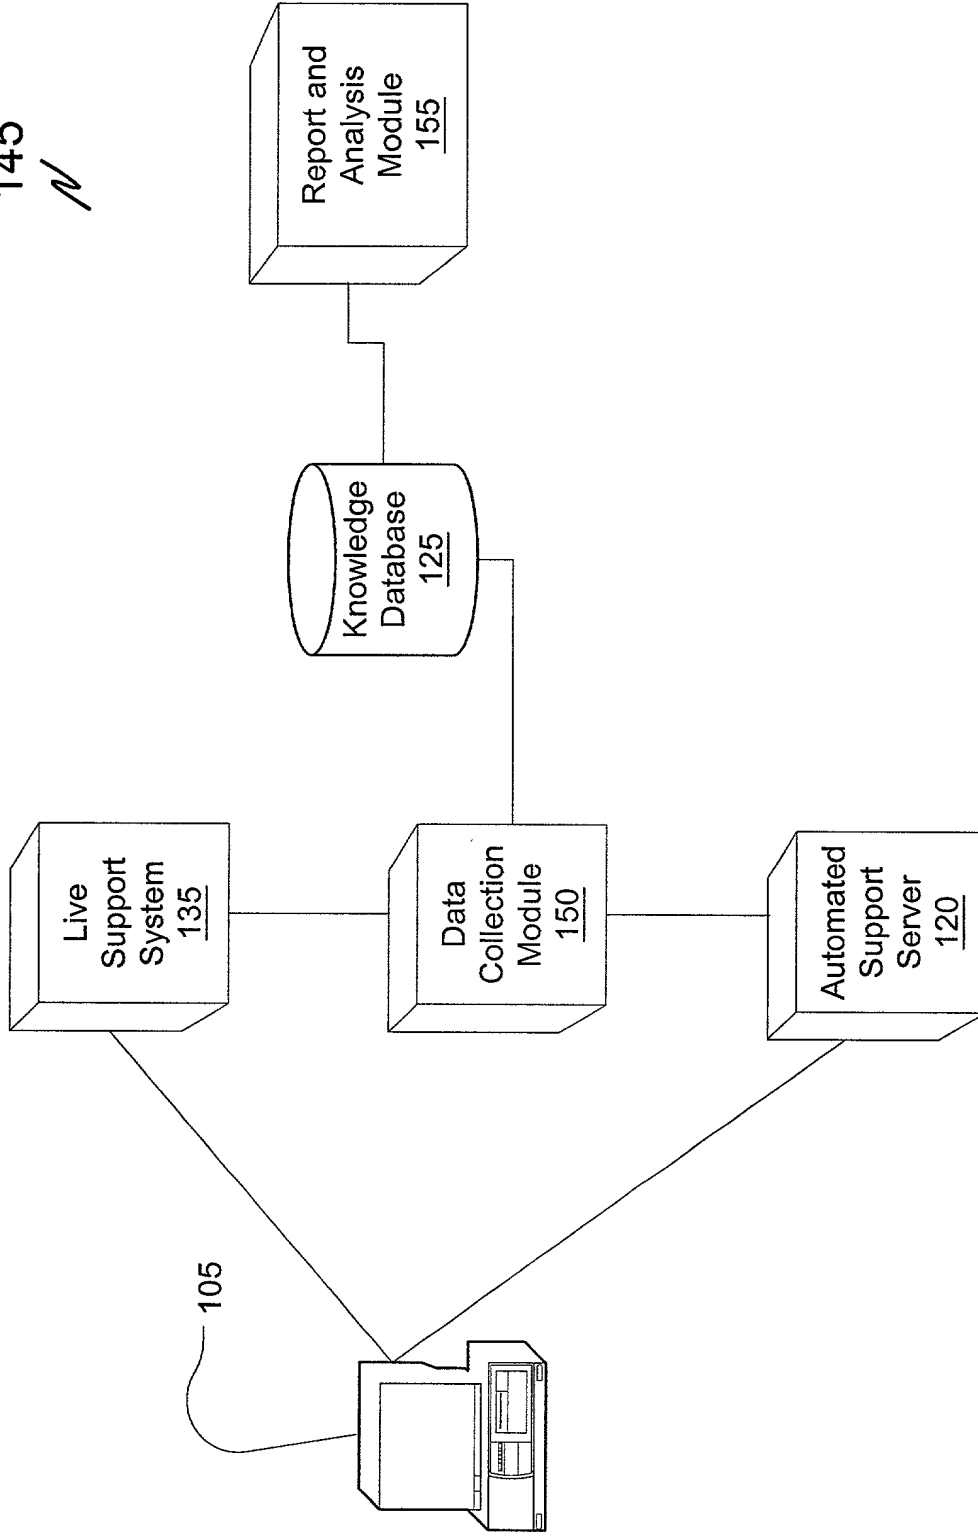 145
105
Live
Support
System
135
Data
Collection
Module
150
Automated
Support
Server
120
Knowledge
Database
125
Report and
Analysis
Module
155